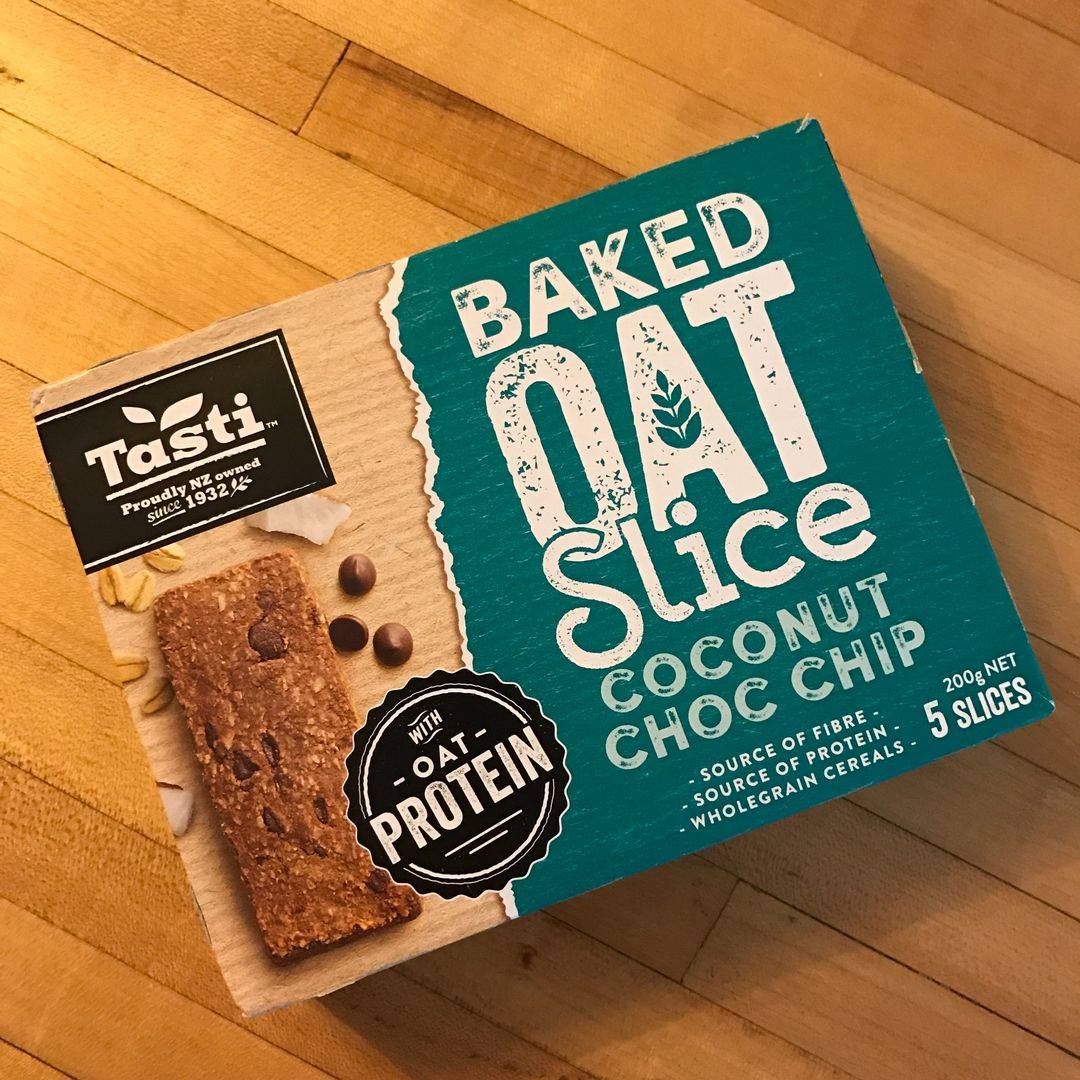 Tasti™
Proudly NZ owned
since 1932
BAKED
OAT
Slice
COCONUT
CHOC CHIP
- SOURCE OF FIBRE -
- SOURCE OF PROTEIN -
- WHOLEGRAIN CEREALS -
200g NET
5 SLICES
WITH
- OAT -
PROTEIN